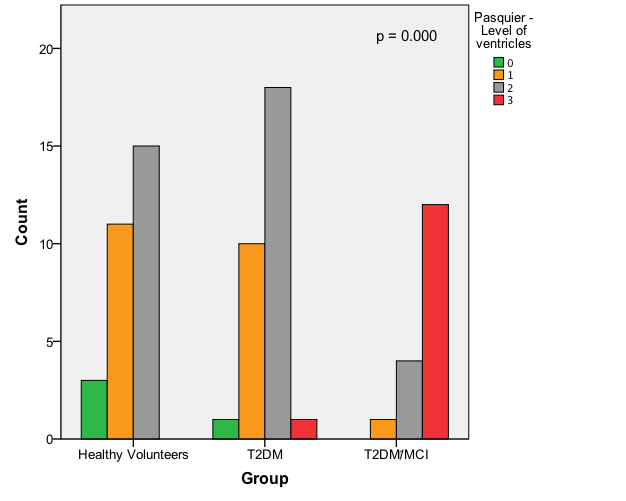 p = 0.000
Pasquier -
Level of
ventricles
0
1
2
3
Count
20
15
10
5
0
Healthy Volunteers
T2DM
T2DM/MCI
Group